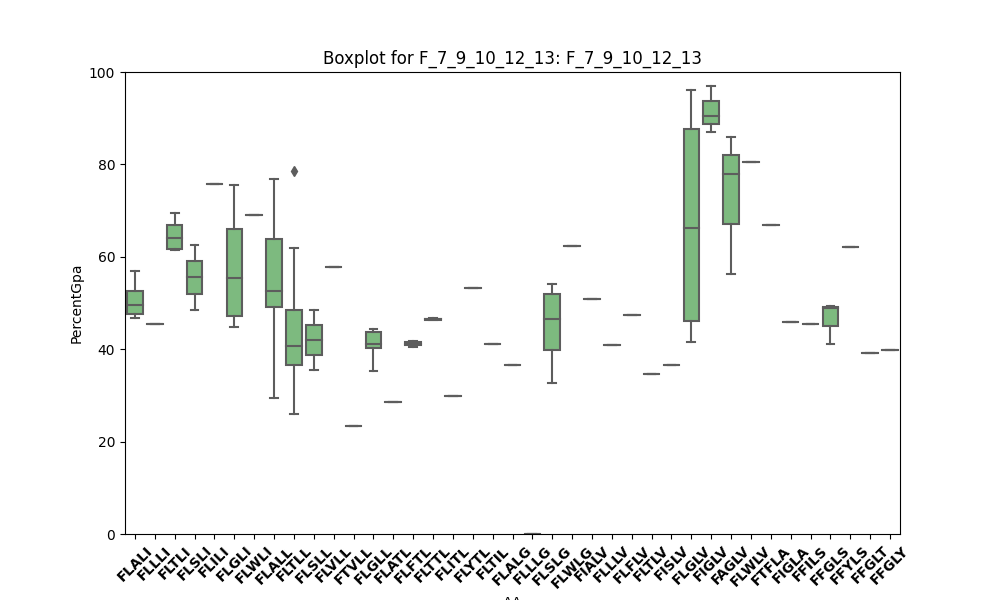 Boxplot for F_7_9_10_12_13: F_7_9_10_12_13
PercentGpa
100
80
60
40
20
0
FLALI
FLLLI
FLTLI
FLSLI
FLILI
FLGLI
FLWLI
FLALL
FLTLL
FLSLL
FLVLL
FTVLL
FLGLL
FLATL
FLFTL
FLTTL
FLITL
FLYTL
FLTIL
FLALG
FLLLG
FLSLG
FLWLG
FIALV
FLLLV
FLFLV
FLTLV
FISLV
FLGLV
FIGLV
FAGLV
FLWLV
FTFLA
FIGLA
FFILS
FFGLS
FFYLS
FFGLT
FFGLY